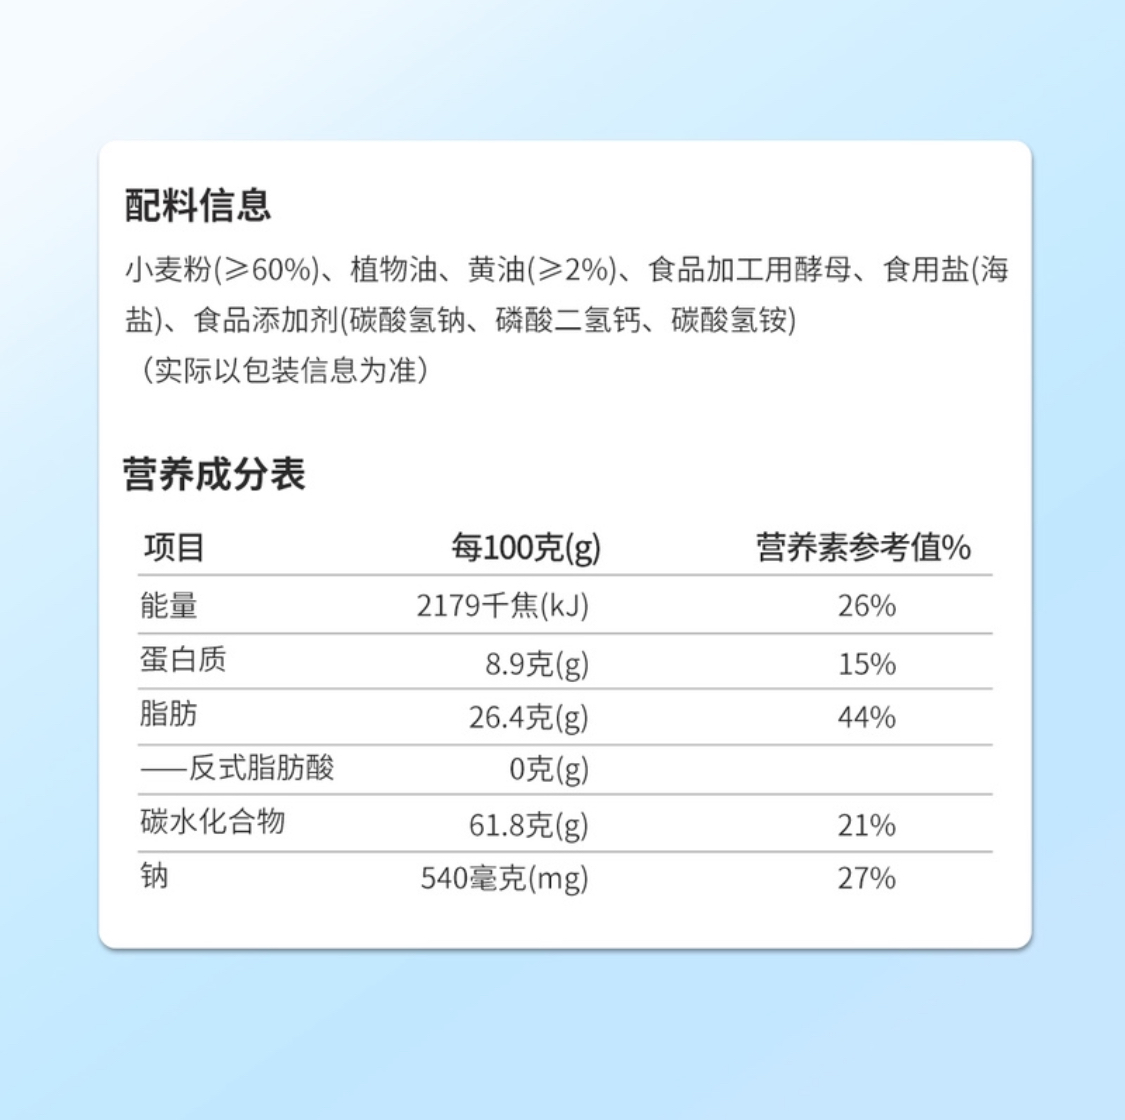 配料信息
小麦粉(≥60%)、植物油、黄油(≥2%)、食品加工用酵母、食用盐(海
盐)、食品添加剂(碳酸氢钠、磷酸二氢钙、碳酸氢铵)
（实际以包装信息为准）
营养成分表
项目 每100克(g) 营养素参考值%
能量 2179千焦(kJ) 26%
蛋白质 8.9克(g) 15%
脂肪 26.4克(g) 44%
——反式脂肪酸 0克(g)
碳水化合物 61.8克(g) 21%
钠 540毫克(mg) 27%